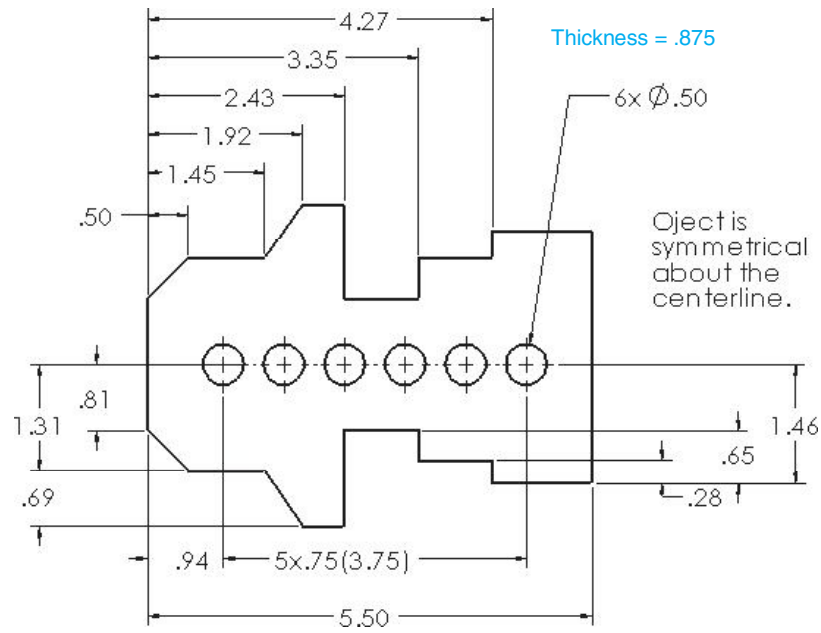 4.27
Thickness = .875
3.35
2.43
6x Ø.50
1.92
1.45
.50
Oject is
symmetrical
about the
centerline.
.81
1.31
1.46
.65
.69
.28
.94
5x.75(3.75)
5.50